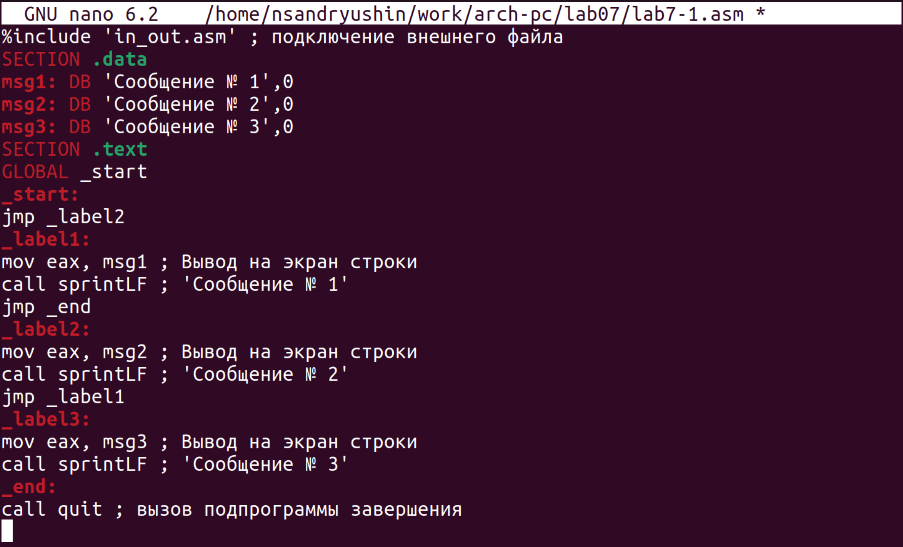 GNU nano 6.2 /home/nsandryushin/work/arch-pc/lab07/lab7-1.asm *
%include 'in_out.asm' ; подключение внешнего файла
SECTION .data
msg1: DB 'Сообщение № 1',0
msg2: DB 'Сообщение № 2',0
msg3: DB 'Сообщение № 3',0
SECTION .text
GLOBAL _start
_start:
jmp _label2
_label1:
mov eax, msg1 ; Вывод на экран строки
call sprintLF ; 'Сообщение № 1'
jmp _end
_label2:
mov eax, msg2 ; Вывод на экран строки
call sprintLF ; 'Сообщение № 2'
jmp _label1
_label3:
mov eax, msg3 ; Вывод на экран строки
call sprintLF ; 'Сообщение № 3'
_end:
call quit ; вызов подпрограммы завершения